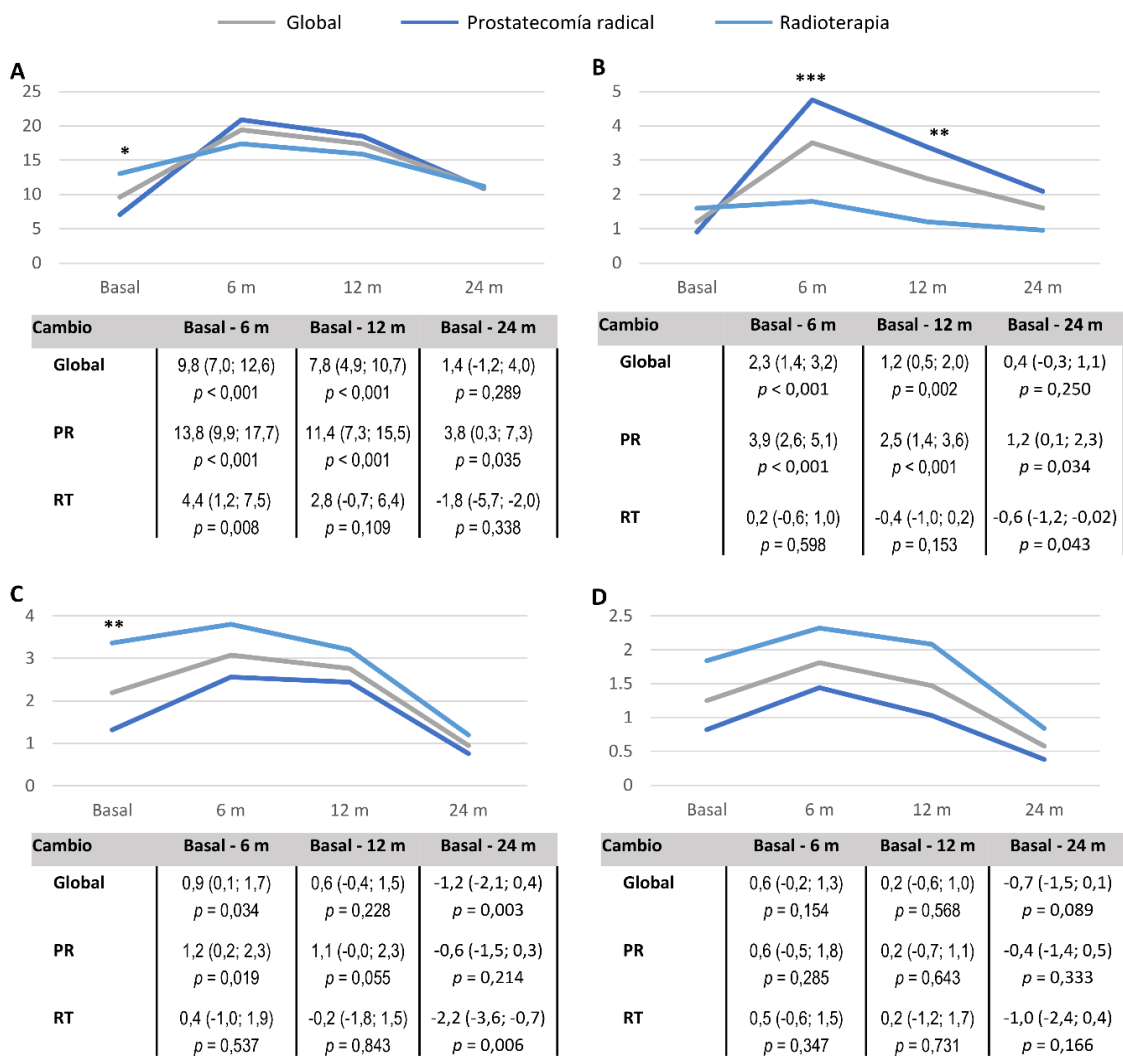 Global Prostatecomía radical Radioterapia
A
25
20
15
10
5
0
*
Basal 6 m 12 m 24 m
Cambio Basal - 6 m Basal - 12 m Basal - 24 m
Global 9,8 (7,0; 12,6) 7,8 (4,9; 10,7) 1,4 (-1,2; 4,0)
p < 0,001 p < 0,001 p = 0,289
PR 13,8 (9,9; 17,7) 11,4 (7,3; 15,5) 3,8 (0,3; 7,3)
p < 0,001 p < 0,001 p = 0,035
RT 4,4 (1,2; 7,5) 2,8 (-0,7; 6,4) -1,8 (-5,7; -2,0)
p = 0,008 p = 0,109 p = 0,338
B
5
4
3
2
1
0
***
**
Basal 6 m 12 m 24 m
Cambio Basal - 6 m Basal - 12 m Basal - 24 m
Global 2,3 (1,4; 3,2) 1,2 (0,5; 2,0) 0,4 (-0,3; 1,1)
p < 0,001 p = 0,002 p = 0,250
PR 3,9 (2,6; 5,1) 2,5 (1,4; 3,6) 1,2 (0,1; 2,3)
p < 0,001 p < 0,001 p = 0,034
RT 0,2 (-0,6; 1,0) -0,4 (-1,0; 0,2) -0,6 (-1,2; -0,02)
p = 0,598 p = 0,153 p = 0,043
C
4
3
2
1
0
**
Basal 6 m 12 m 24 m
Cambio Basal - 6 m Basal - 12 m Basal - 24 m
Global 0,9 (0,1; 1,7) 0,6 (-0,4; 1,5) -1,2 (-2,1; 0,4)
p = 0,034 p = 0,228 p = 0,003
PR 1,2 (0,2; 2,3) 1,1 (-0,0; 2,3) -0,6 (-1,5; 0,3)
p = 0,019 p = 0,055 p = 0,214
RT 0,4 (-1,0; 1,9) -0,2 (-1,8; 1,5) -2,2 (-3,6; -0,7)
p = 0,537 p = 0,843 p = 0,006
D
2.5
2
1.5
1
0.5
0
Basal 6 m 12 m 24 m
Cambio Basal - 6 m Basal - 12 m Basal - 24 m
Global 0,6 (-0,2; 1,3) 0,2 (-0,6; 1,0) -0,7 (-1,5; 0,1)
p = 0,154 p = 0,568 p = 0,089
PR 0,6 (-0,5; 1,8) 0,2 (-0,7; 1,1) -0,4 (-1,4; 0,5)
p = 0,285 p = 0,643 p = 0,333
RT 0,5 (-0,6; 1,5) 0,2 (-1,2; 1,7) -1,0 (-2,4; 0,4)
p = 0,347 p = 0,731 p = 0,166